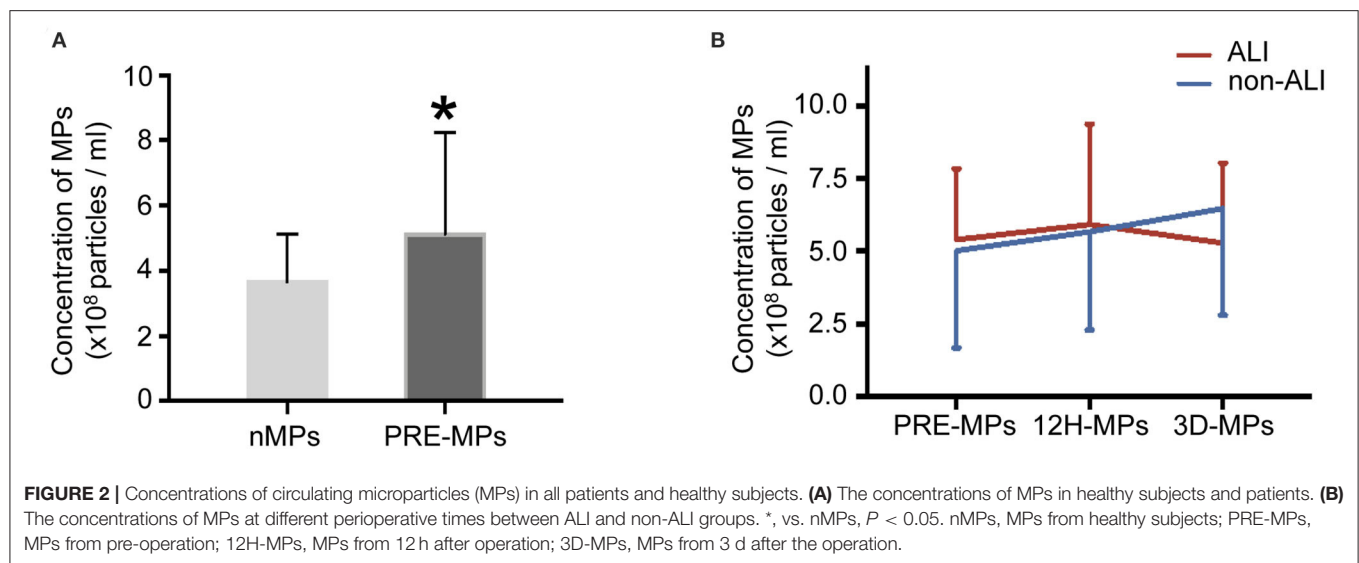 A
Concentration of MPs
(x10⁸ particles / ml)
10
8
6
4
2
0
*
nMPs
PRE-MPs
B
ALI
non-ALI
Concentration of MPs
(x10⁸ particles / ml)
10.0
7.5
5.0
2.5
0.0
PRE-MPs
12H-MPs
3D-MPs
FIGURE 2 | Concentrations of circulating microparticles (MPs) in all patients and healthy subjects. (A) The concentrations of MPs in healthy subjects and patients. (B)
The concentrations of MPs at different perioperative times between ALI and non-ALI groups. *, vs. nMPs, P < 0.05. nMPs, MPs from healthy subjects; PRE-MPs,
MPs from pre-operation; 12H-MPs, MPs from 12 h after operation; 3D-MPs, MPs from 3 d after the operation.